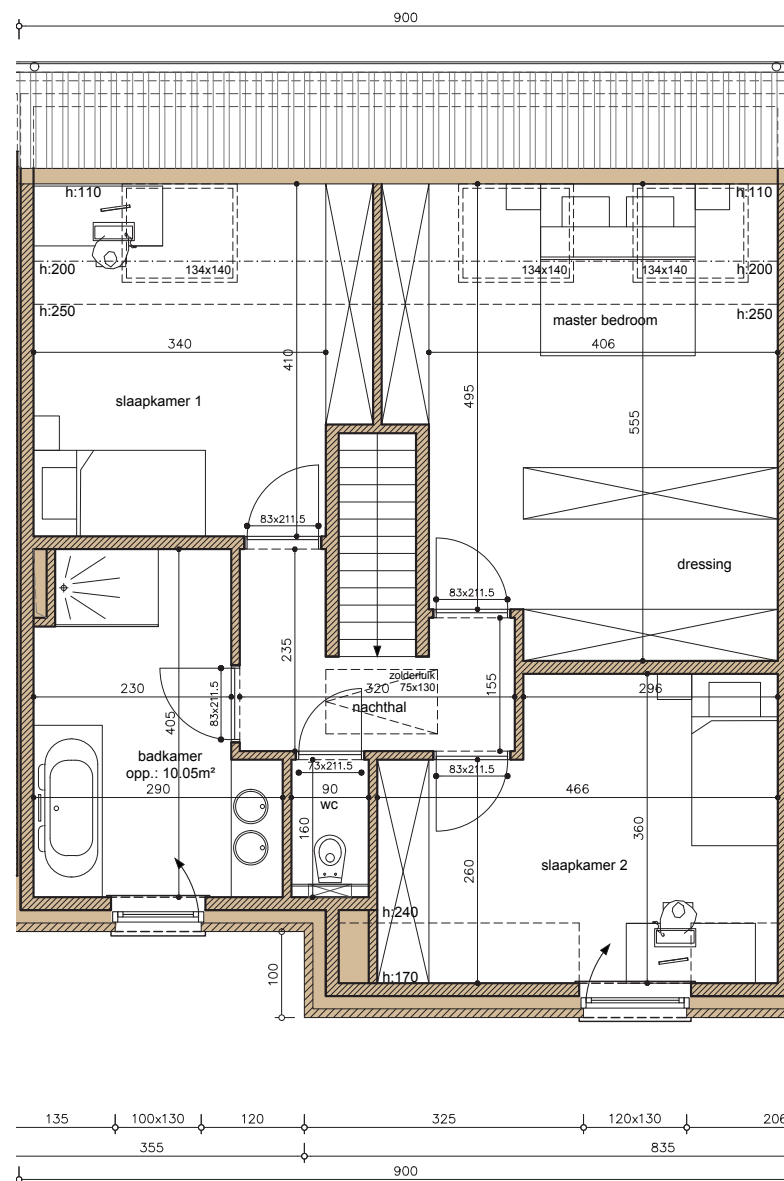 900
h:110
h:110
134x140
134x140
134x140
h:200
h:200
h:250
h:250
master bedroom
340
410
406
495
555
slaapkamer 1
83x211.5
dressing
83x211.5
235
zolderluik
75x130
155
230
405
83x211.5
320
nachthal
296
badkamer
opp.: 10.05m²
73x211.5
83x211.5
290
90
wc
466
160
260
360
slaapkamer 2
h:240
h:170
100
135
100x130
120
325
120x130
206
355
835
900